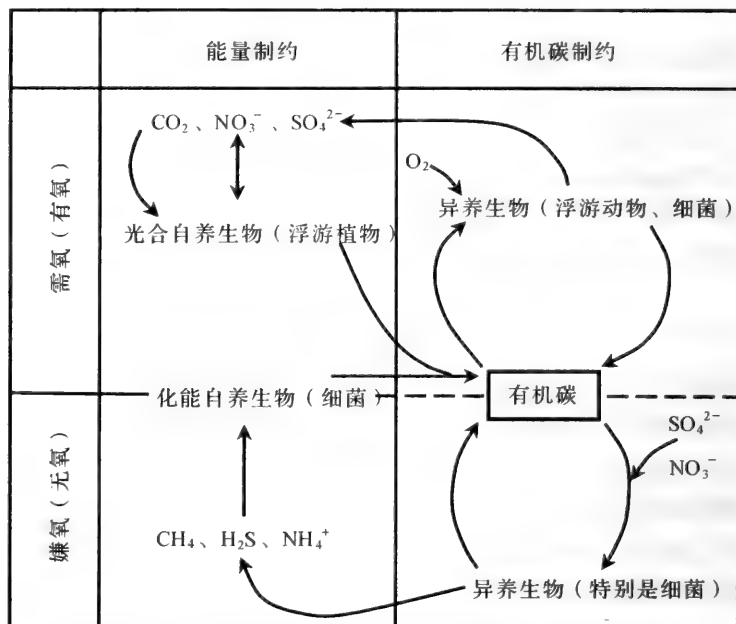 能量制约
有机碳制约
需氧（有氧）
CO₂、NO₃⁻、SO₄²⁻
O₂
异养生物（浮游动物、细菌）
光合自养生物（浮游植物）
化能自养生物（细菌）
有机碳
嫌氧（无氧）
SO₄²⁻
NO₃⁻
CH₄、H₂S、NH₄⁺
异养生物（特别是细菌）